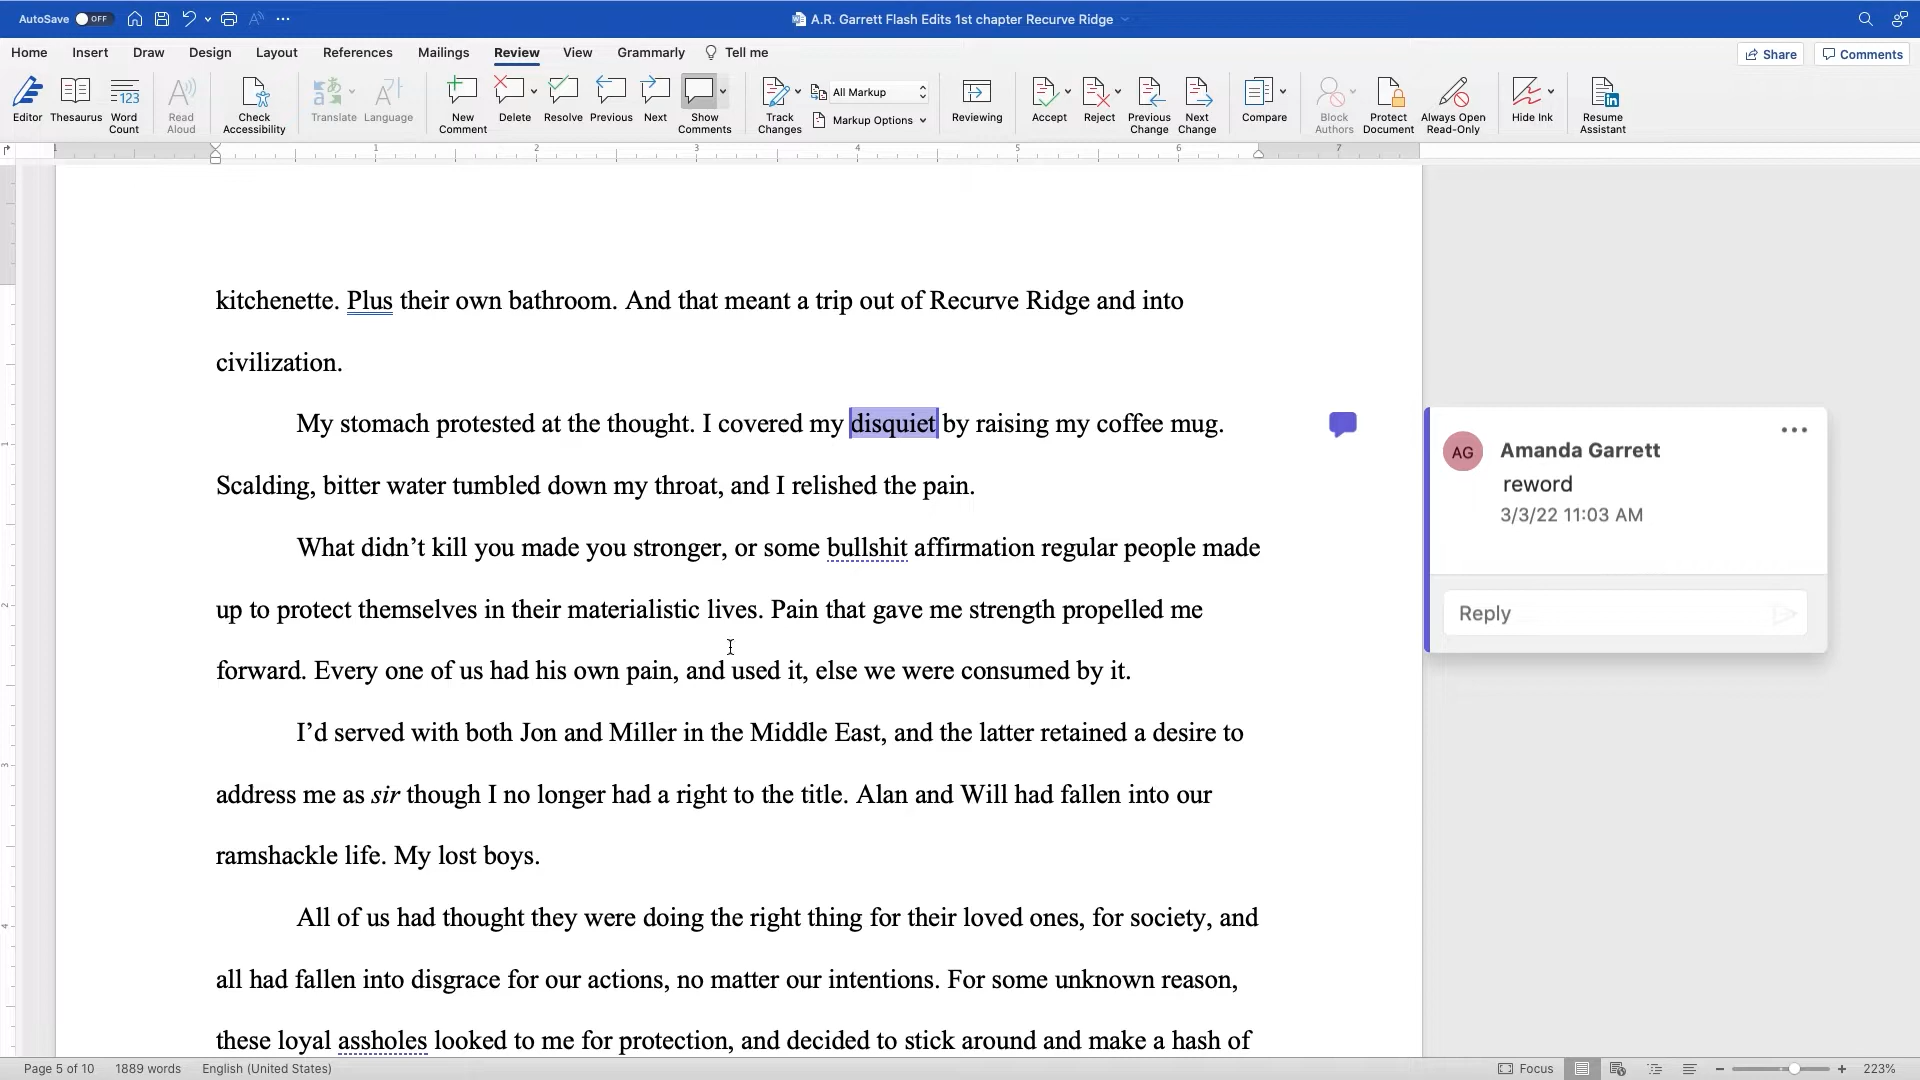 AutoSave OFF A.R. Garrett Flash Edits 1st chapter Recurve Ridge
Home Insert Draw Design Layout References Mailings Review View Grammarly Tell me Share Comments
Editor Thesaurus Word Count Read Aloud Check Accessibility Translate Language New Comment Delete Resolve Previous Next Show Comments Track Changes All Markup Markup Options Reviewing Accept Reject Previous Change Next Change Compare Block Authors Protect Document Always Open Read-Only Hide Ink Resume Assistant
1 1 2 3 4 5 6 7
kitchenette. Plus their own bathroom. And that meant a trip out of Recurve Ridge and into
civilization.
My stomach protested at the thought. I covered my disquiet by raising my coffee mug.
Scalding, bitter water tumbled down my throat, and I relished the pain.
What didn’t kill you made you stronger, or some bullshit affirmation regular people made
up to protect themselves in their materialistic lives. Pain that gave me strength propelled me
forward. Every one of us had his own pain, and used it, else we were consumed by it.
I’d served with both Jon and Miller in the Middle East, and the latter retained a desire to
address me as sir though I no longer had a right to the title. Alan and Will had fallen into our
ramshackle life. My lost boys.
All of us had thought they were doing the right thing for their loved ones, for society, and
all had fallen into disgrace for our actions, no matter our intentions. For some unknown reason,
these loyal assholes looked to me for protection, and decided to stick around and make a hash of
AG Amanda Garrett
reword
3/3/22 11:03 AM
Reply
1
2
3
4
Page 5 of 10 1889 words English (United States) Focus 223%